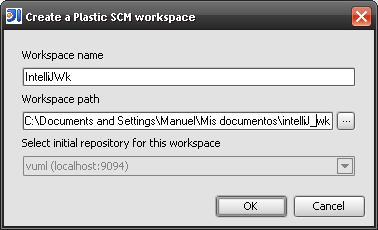 Create a Plastic SCM workspace
Workspace name
IntelliJWk
Workspace path
C:\Documents and Settings\Manuel\Mis documentos\intelliJ_wk
...
Select initial repository for this workspace
vuml (localhost:9094)
OK
Cancel